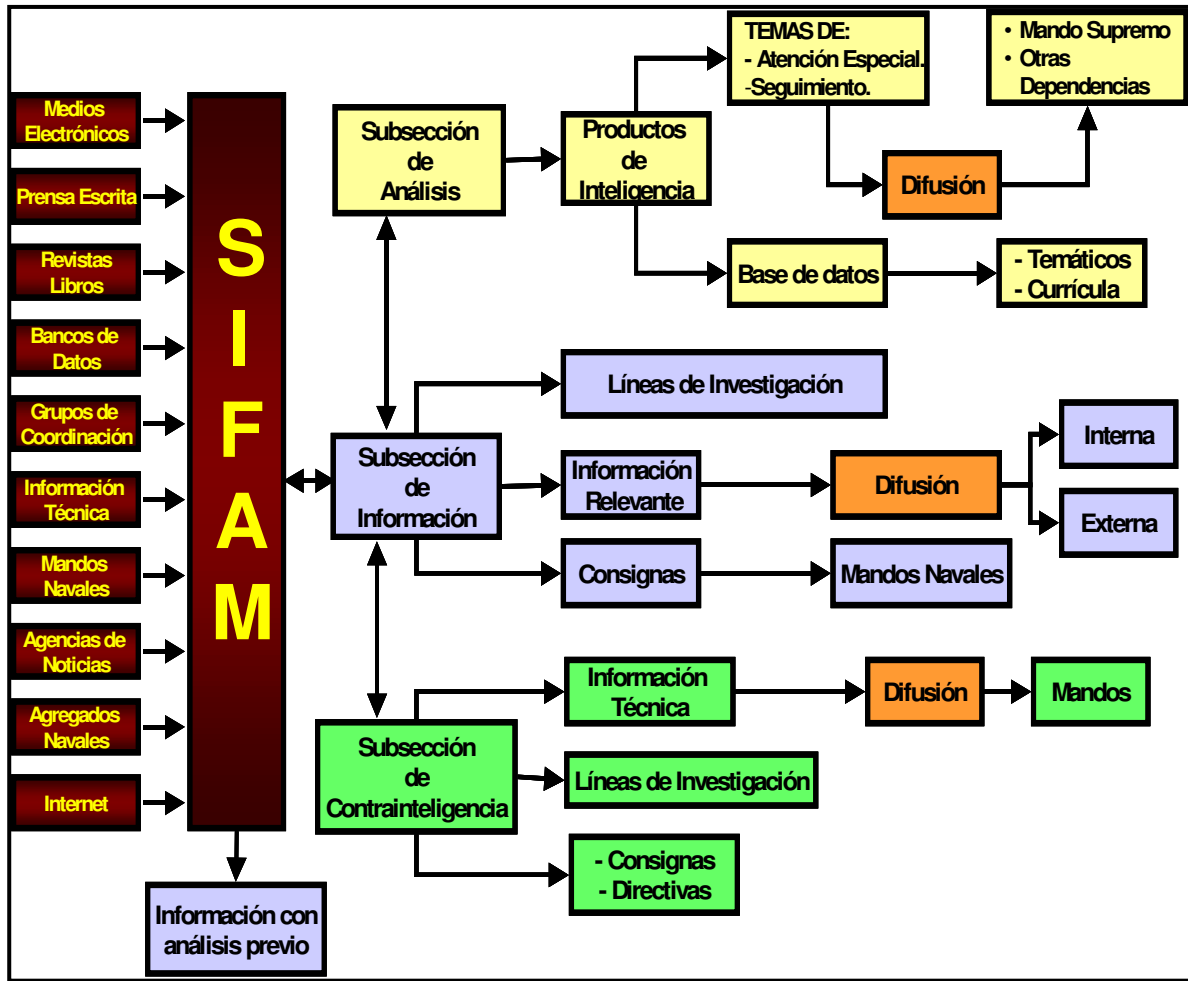 Medios
Electrónicos
Prensa Escrita
Revistas
Libros
Bancos de
Datos
Grupos de
Coordinación
Información
Técnica
Mandos
Navales
Agencias de
Noticias
Agregados
Navales
Internet
S
I
F
A
M
Información con
análisis previo
Subsección
de
Análisis
Productos
de
Inteligencia
TEMAS DE:
- Atención Especial.
-Seguimiento.
Difusión
• Mando Supremo
• Otras
Dependencias
Base de datos
- Temáticos
- Currícula
Subsección
de
Información
Líneas de Investigación
Información
Relevante
Difusión
Interna
Externa
Consignas
Mandos Navales
Subsección
de
Contrainteligencia
Información
Técnica
Difusión
Mandos
Líneas de Investigación
- Consignas
- Directivas